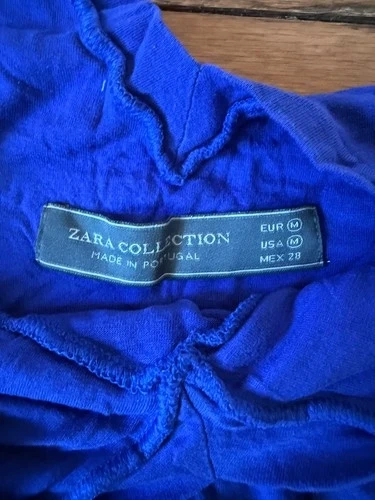 ZARA COLLECTION
MADE IN PORTUGAL
EUR M
USA M
MEX 28